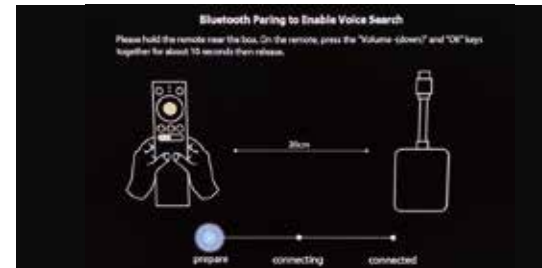 Bluetooth Paring to Enable Voice Search
Please hold the remote near the box. On the remote, press the "Volume -(down)" and "OK" keys
together for about 10 seconds then release.
30cm
prepare connecting connected